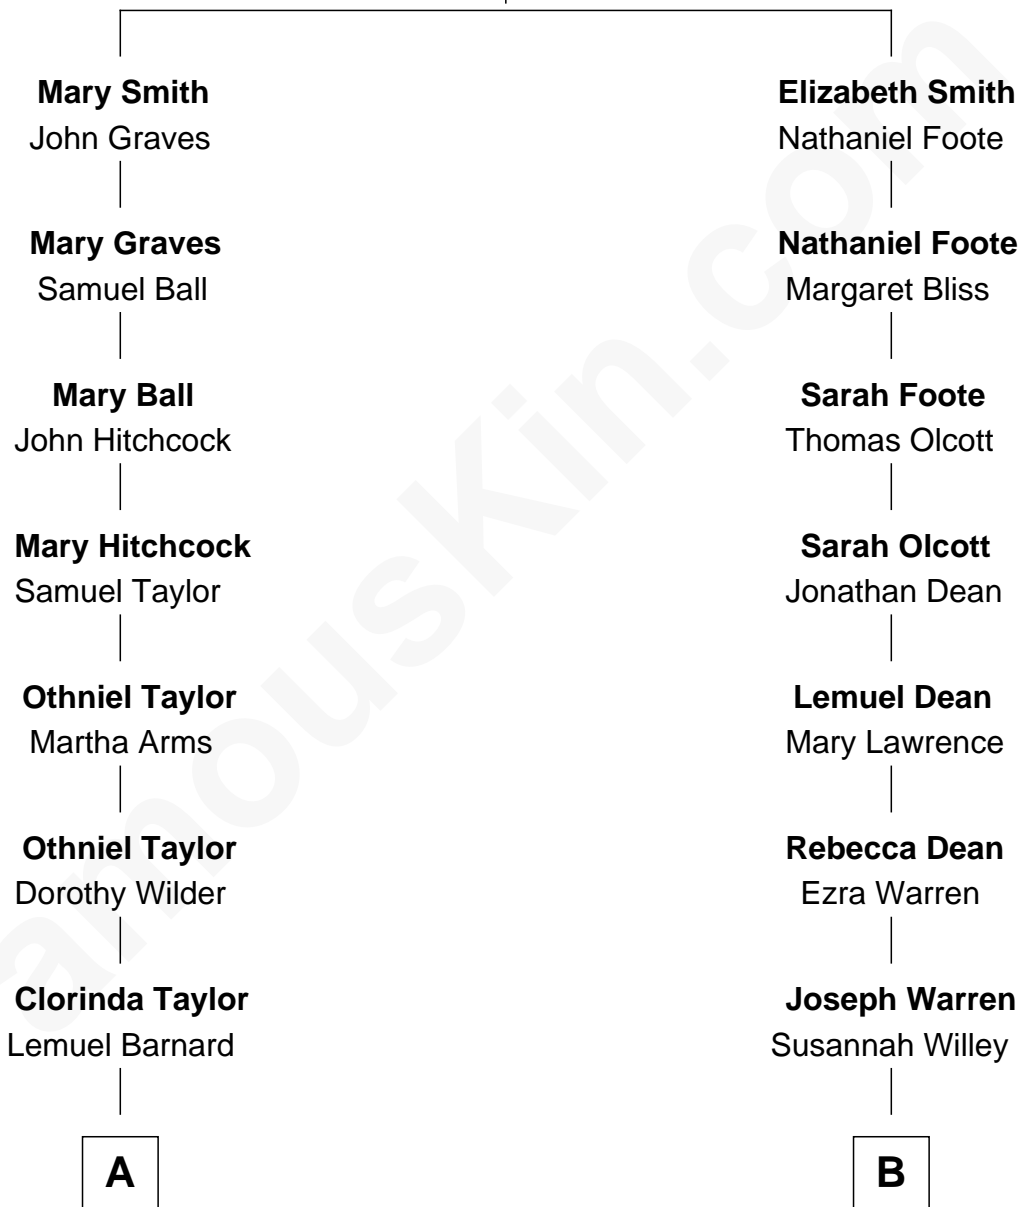 Mary Smith
John Graves
Mary Graves
Samuel Ball
Mary Ball
John Hitchcock
Mary Hitchcock
Samuel Taylor
Othniel Taylor
Martha Arms
Othniel Taylor
Dorothy Wilder
Clorinda Taylor
Lemuel Barnard
A
Elizabeth Smith
Nathaniel Foote
Nathaniel Foote
Margaret Bliss
Sarah Foote
Thomas Olcott
Sarah Olcott
Jonathan Dean
Lemuel Dean
Mary Lawrence
Rebecca Dean
Ezra Warren
Joseph Warren
Susannah Willey
B
amousKin.com